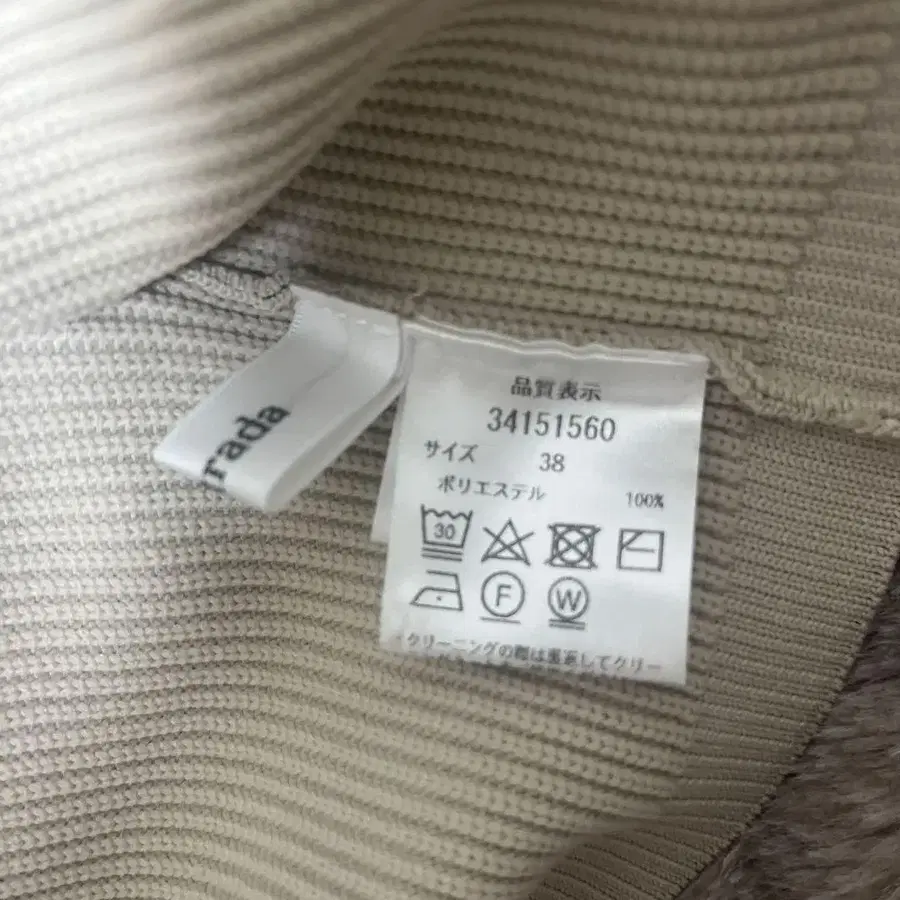 rada
品質表示
34151560
サイズ 38
ポリエステル 100%
30
F W
クリーニングの際は裏返してクリー